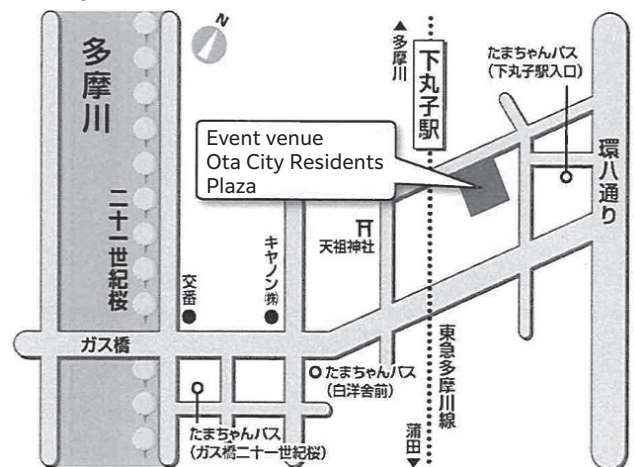 N
多摩川
二十一世紀桜
▲多摩川
下丸子駅
たまちゃんバス
(下丸子駅入口)
環八通り
Event venue
Ota City Residents
Plaza
天祖神社
キヤノン㈱
交番
ガス橋
たまちゃんバス
(白洋舍前)
東急多摩川線
たまちゃんバス
(ガス橋二十一世紀桜)
蒲田▼